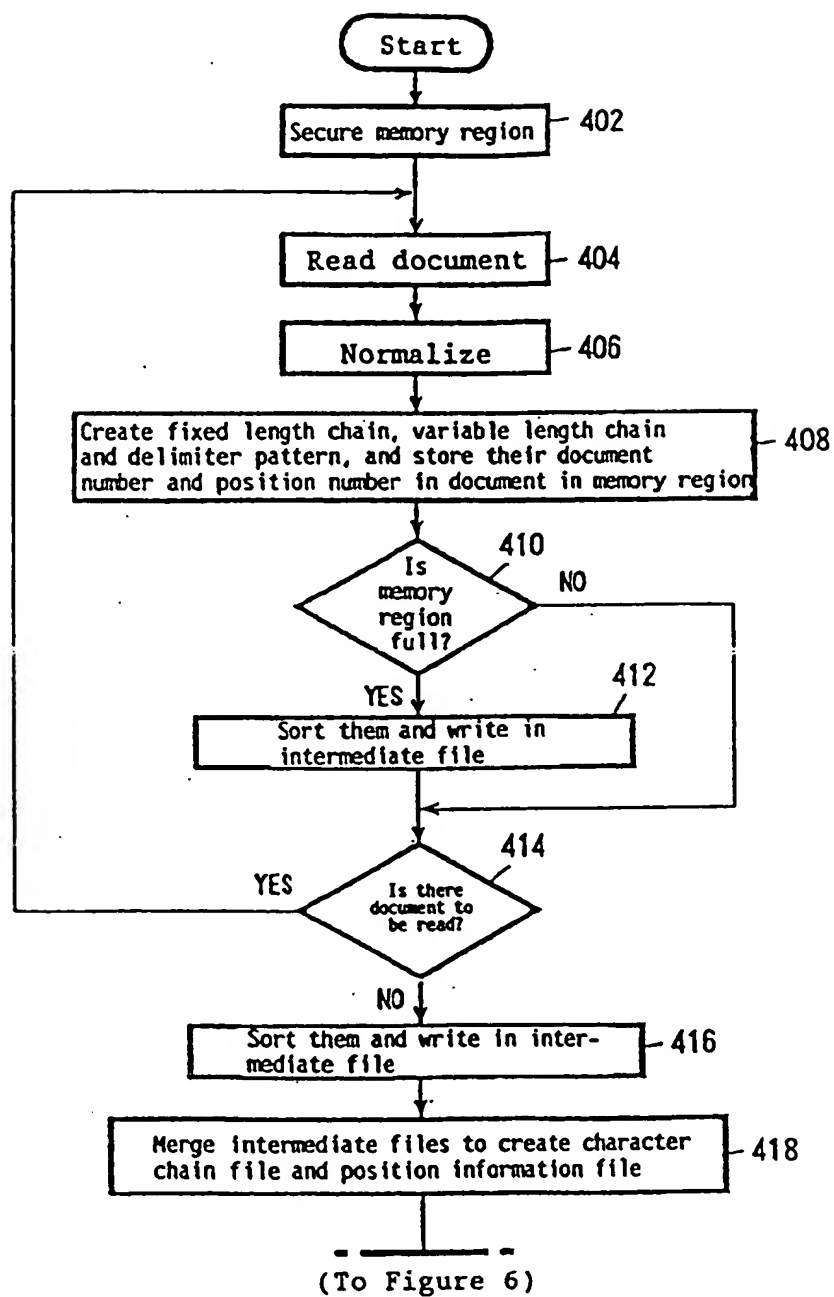 Start
Secure memory region
402
Read document
404
Normalize
406
Create fixed length chain, variable length chain
and delimiter pattern, and store their document
number and position number in document in memory region
408
410
Is
memory
region
full?
NO
YES
412
Sort them and write in
intermediate file
414
YES
Is there
document to
be read?
NO
Sort them and write in inter-
mediate file
416
Merge intermediate files to create character
chain file and position information file
418
(To Figure 6)